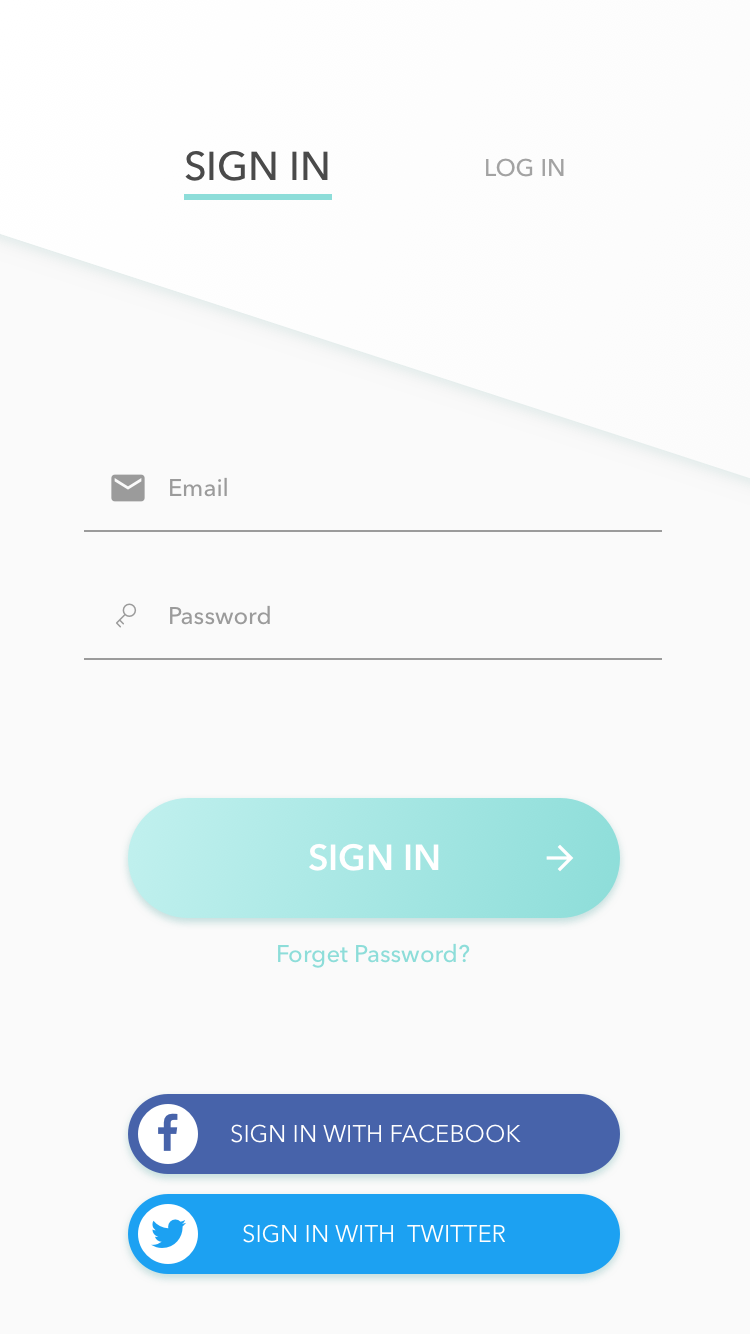 SIGN IN
LOG IN
Email
Password
SIGN IN
Forget Password?
SIGN IN WITH FACEBOOK
SIGN IN WITH  TWITTER